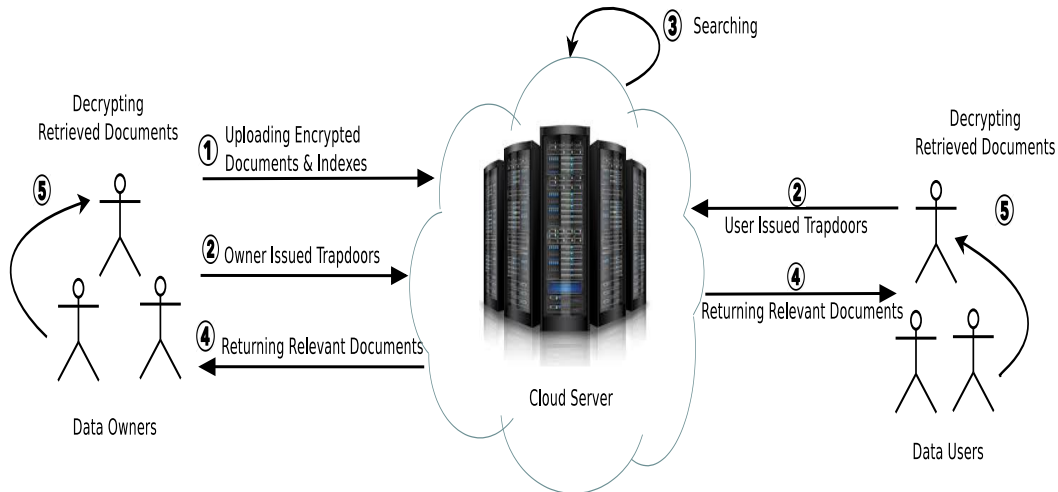 ③ Searching
Decrypting
Retrieved Documents
① Uploading Encrypted
Documents & Indexes
⑤
② Owner Issued Trapdoors
④ Returning Relevant Documents
Data Owners
Cloud Server
Decrypting
Retrieved Documents
②
User Issued Trapdoors
⑤
④
Returning Relevant Documents
Data Users